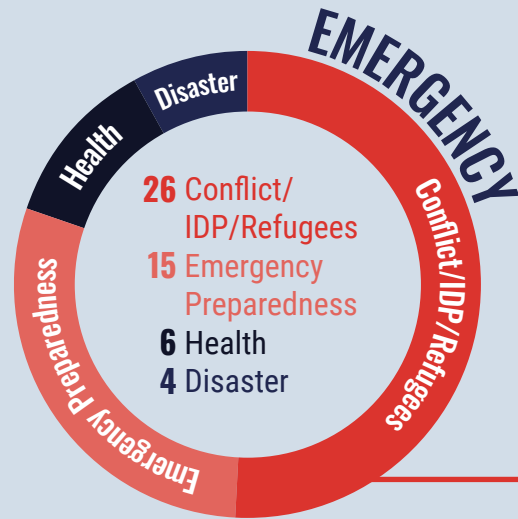 EMERGENCY
Disaster
Health
Conflict/IDP/Refugees
Emergency Preparedness
26 Conflict/
IDP/Refugees
15 Emergency
Preparedness
6 Health
4 Disaster